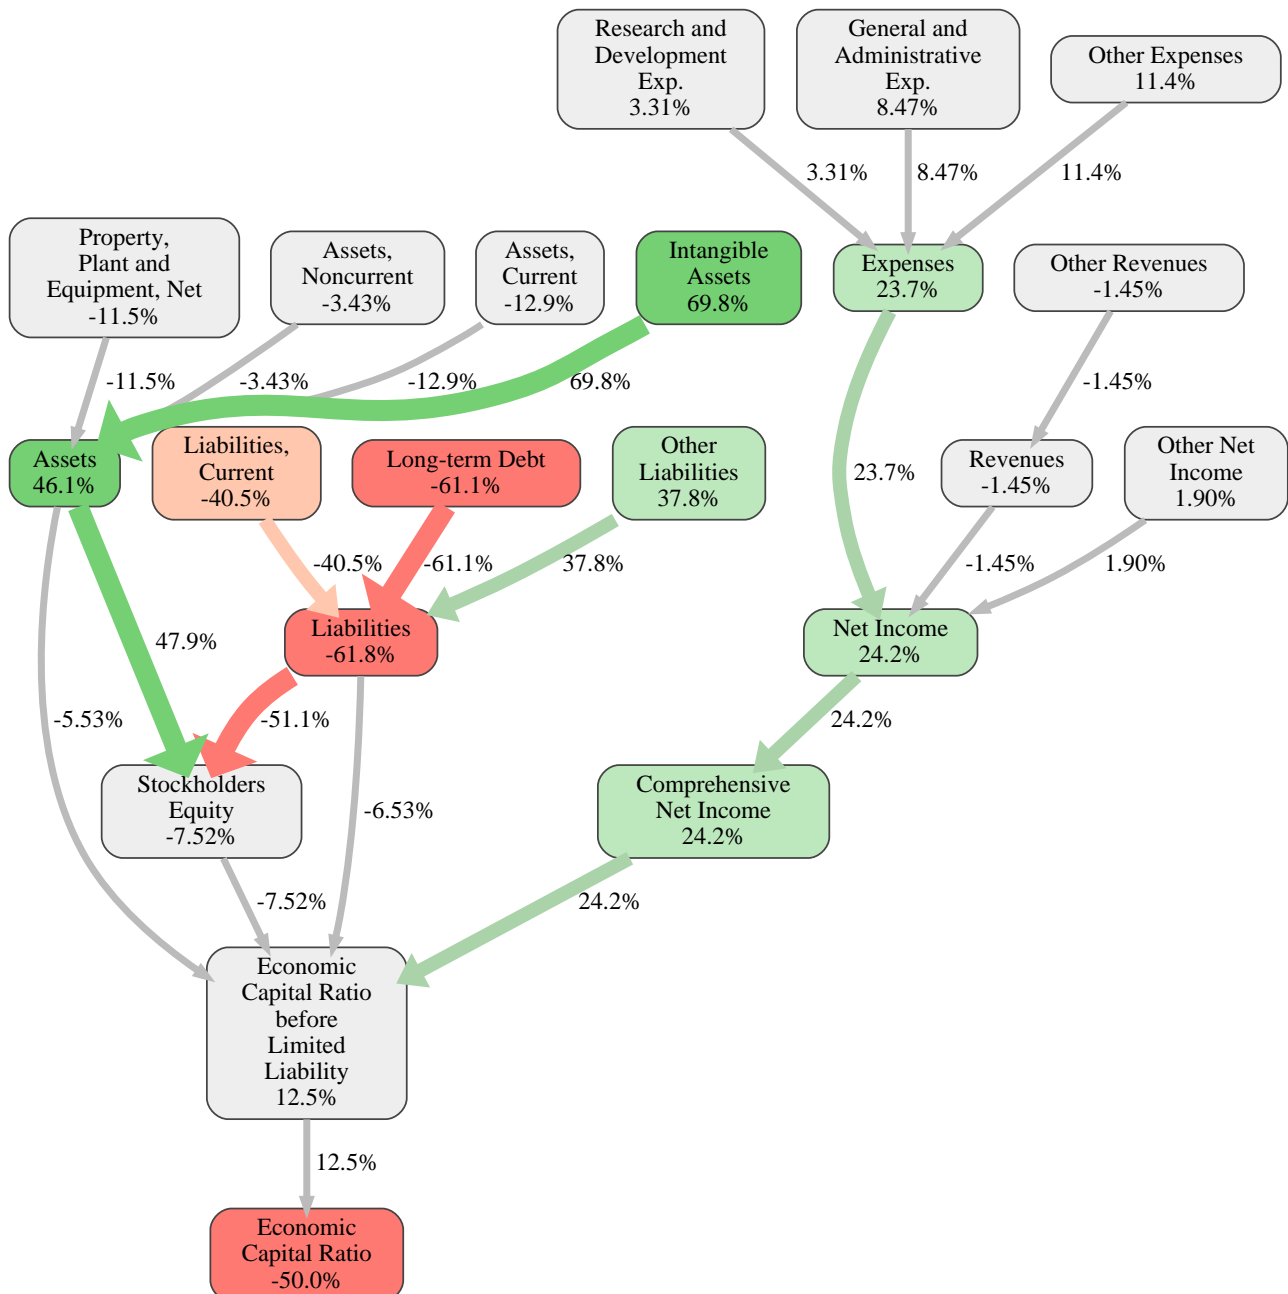 Research and
Development
Exp.
3.31%
General and
Administrative
Exp.
8.47%
Other Expenses
11.4%
3.31%
8.47%
11.4%
Property,
Plant and
Equipment, Net
-11.5%
Assets,
Noncurrent
-3.43%
Assets,
Current
-12.9%
Intangible
Assets
69.8%
Expenses
23.7%
Other Revenues
-1.45%
-11.5%
-3.43%
-12.9%
69.8%
-1.45%
Assets
46.1%
Liabilities,
Current
-40.5%
Long-term Debt
-61.1%
Other
Liabilities
37.8%
23.7%
Revenues
-1.45%
Other Net
Income
1.90%
-40.5%
-61.1%
37.8%
-1.45%
1.90%
47.9%
Liabilities
-61.8%
Net Income
24.2%
-5.53%
-51.1%
24.2%
Stockholders
Equity
-7.52%
-6.53%
Comprehensive
Net Income
24.2%
-7.52%
24.2%
Economic
Capital Ratio
before
Limited
Liability
12.5%
12.5%
Economic
Capital Ratio
-50.0%